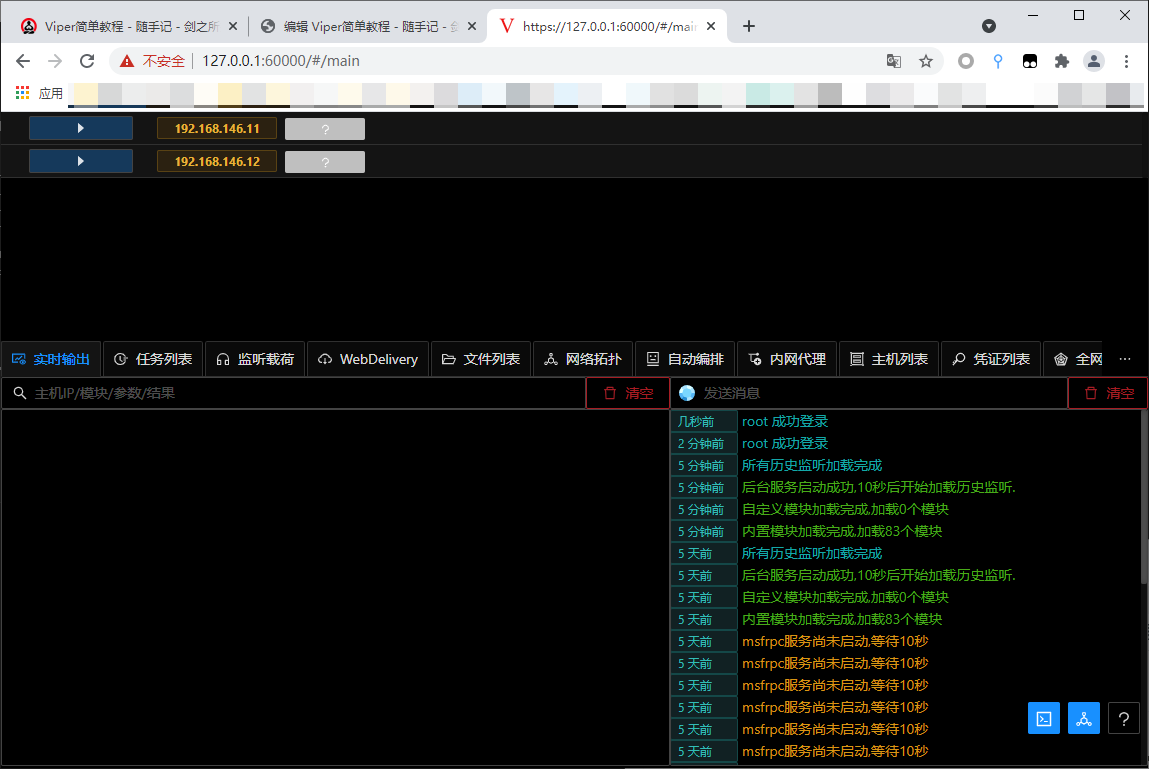 Viper简单教程 - 随手记 - 剑之所
编辑 Viper简单教程 - 随手记 - 
https://127.0.0.1:60000/#/main
不安全
127.0.0.1:60000/#/main
应用
192.168.146.11
?
192.168.146.12
?
实时输出
任务列表
监听载荷
WebDelivery
文件列表
网络拓扑
自动编排
内网代理
主机列表
凭证列表
全网
···
主机IP/模块/参数/结果
清空
发送消息
清空
几秒前 root 成功登录
2 分钟前 root 成功登录
5 分钟前 所有历史监听加载完成
5 分钟前 后台服务启动成功,10秒后开始加载历史监听.
5 分钟前 自定义模块加载完成,加载0个模块
5 分钟前 内置模块加载完成,加载83个模块
5 天前 所有历史监听加载完成
5 天前 后台服务启动成功,10秒后开始加载历史监听.
5 天前 自定义模块加载完成,加载0个模块
5 天前 内置模块加载完成,加载83个模块
5 天前 msfrpc服务尚未启动,等待10秒
5 天前 msfrpc服务尚未启动,等待10秒
5 天前 msfrpc服务尚未启动,等待10秒
5 天前 msfrpc服务尚未启动,等待10秒
5 天前 msfrpc服务尚未启动,等待10秒
5 天前 msfrpc服务尚未启动,等待10秒
?